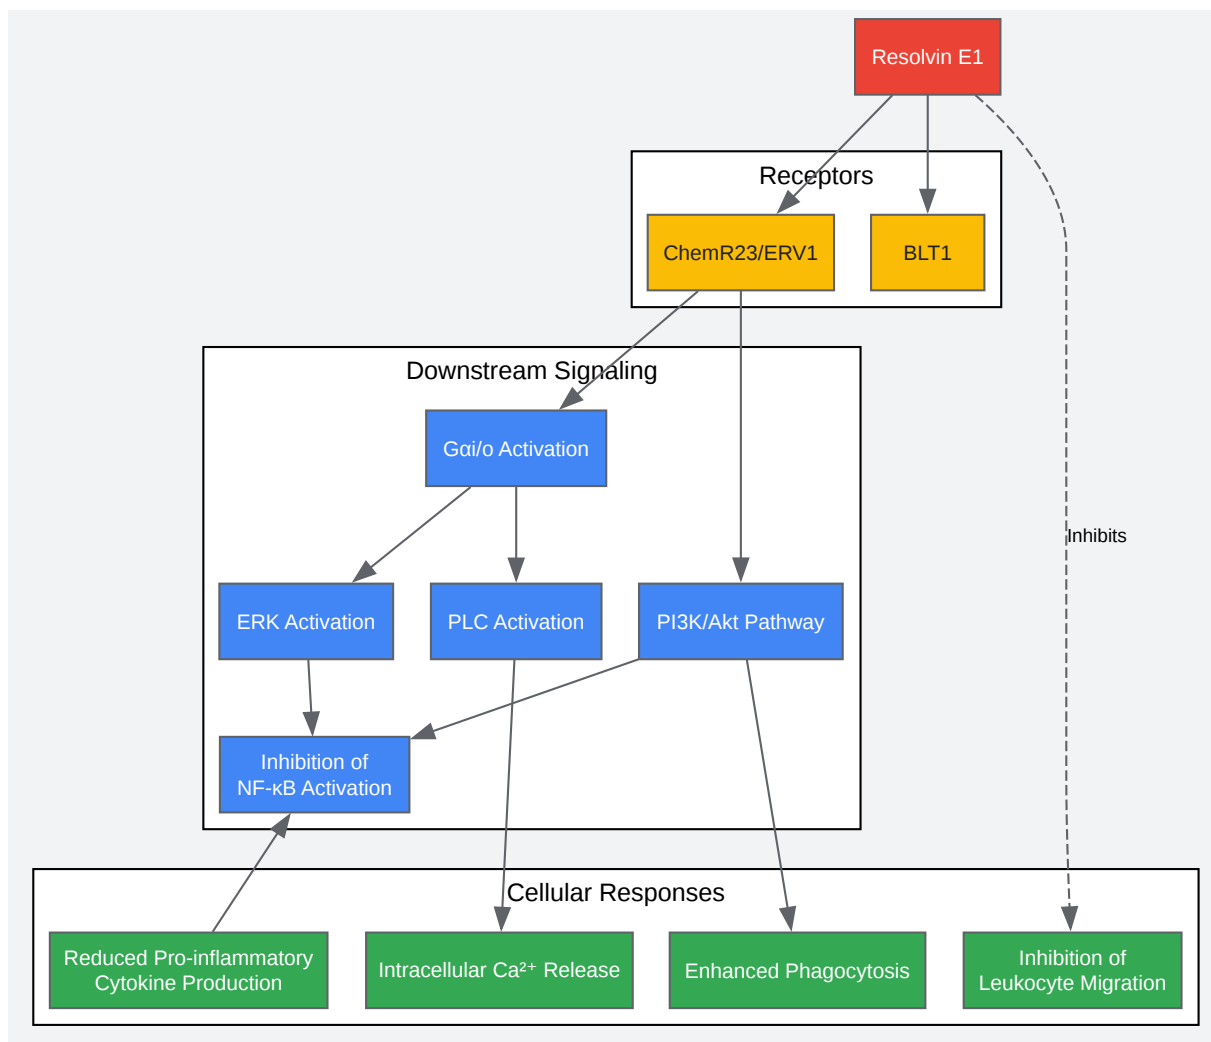 Resolvin E1
Receptors
ChemR23/ERV1
BLT1
Downstream Signaling
Gαi/o Activation
Inhibits
ERK Activation
PLC Activation
PI3K/Akt Pathway
Inhibition of
NF-κB Activation
Cellular Responses
Reduced Pro-inflammatory
Cytokine Production
Intracellular Ca²⁺ Release
Enhanced Phagocytosis
Inhibition of
Leukocyte Migration